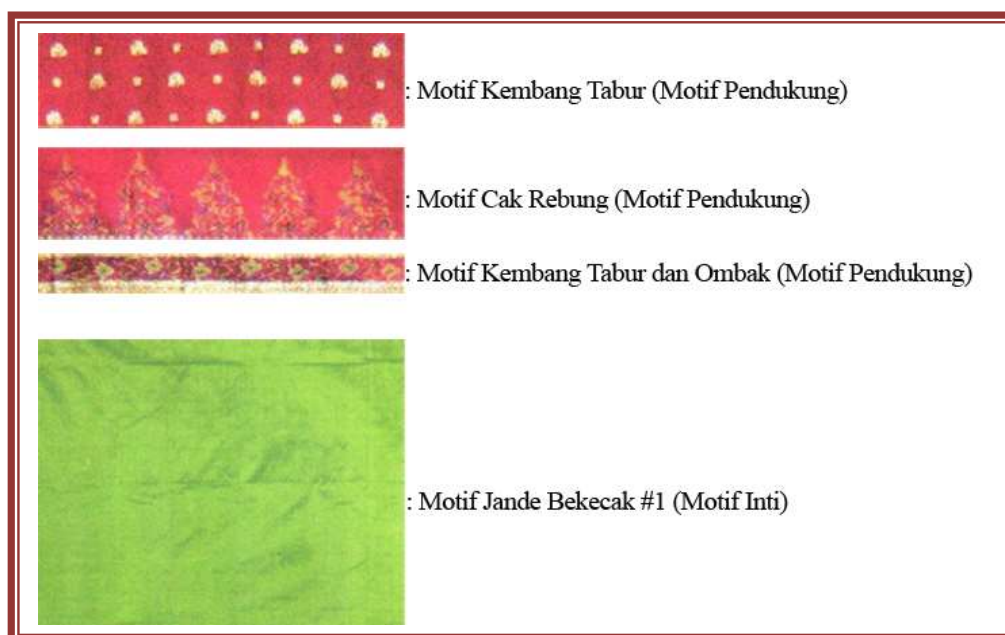 : Motif Kembang Tabur (Motif Pendukung)
: Motif Cak Rebung (Motif Pendukung)
: Motif Kembang Tabur dan Ombak (Motif Pendukung)
: Motif Jande Bekecak #1 (Motif Inti)